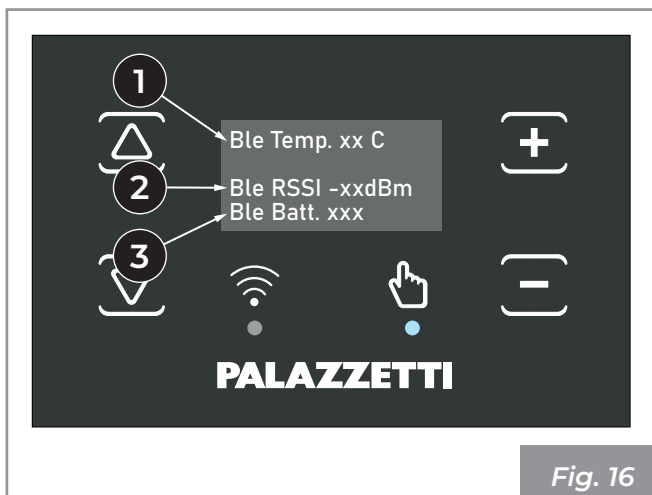 1
Ble Temp. xx C
+
2
Ble RSSI -xxdBm
Ble Batt. xxx
3
-
PALAZZETTI
Fig. 16